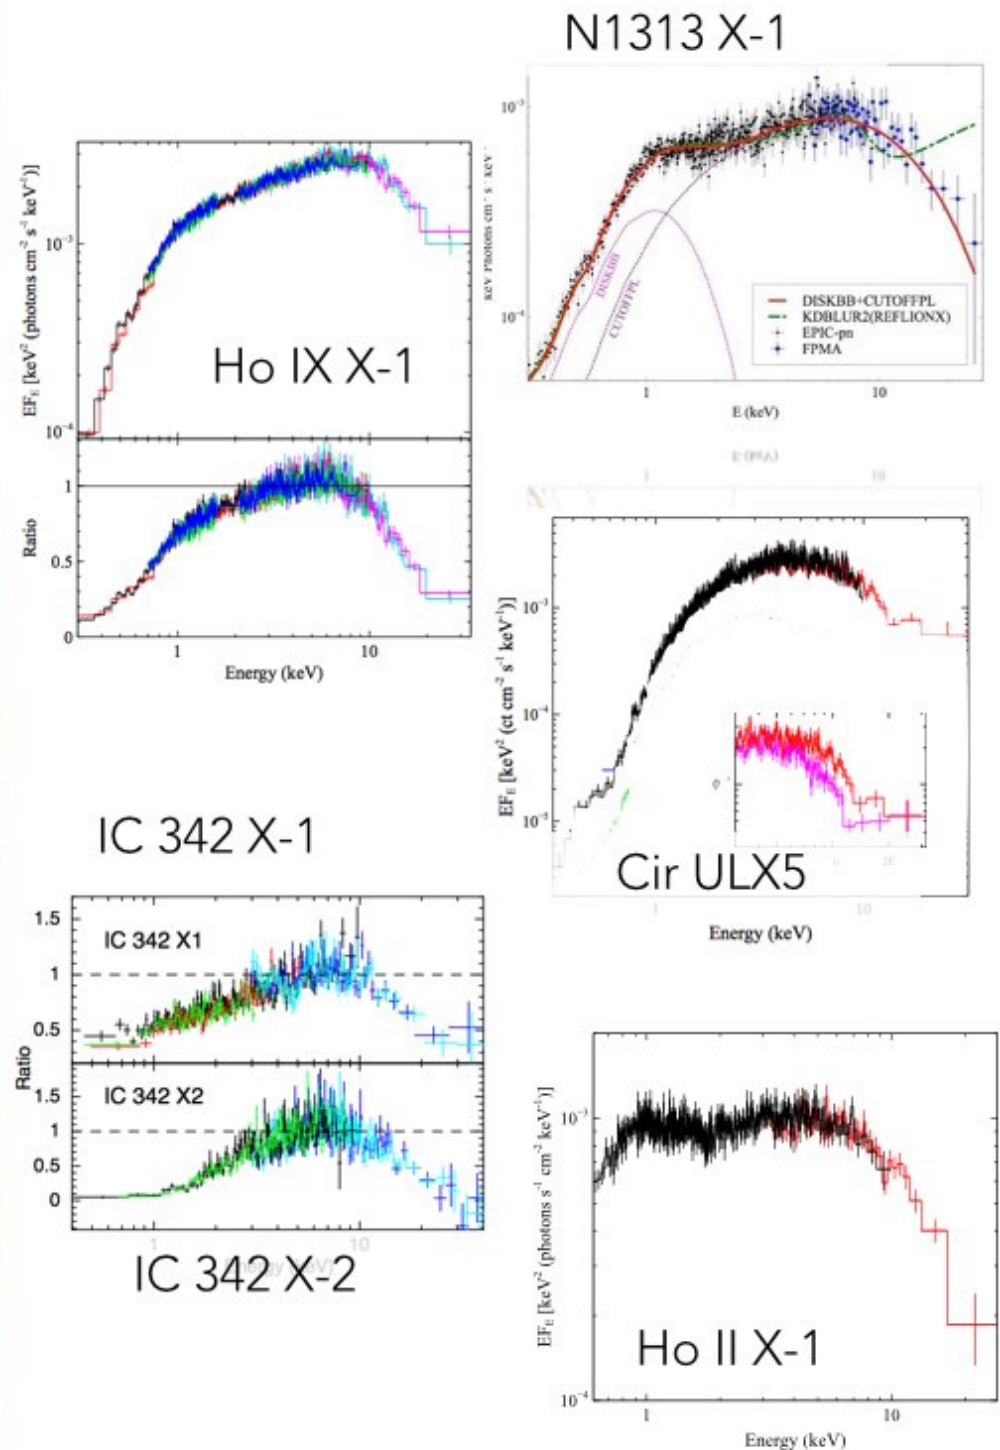 N1313 X-1
10⁻³
10⁻⁴
keV Photons cm⁻² s⁻¹ keV⁻¹
DISKBB
CUTOFFPL
DISKBB+CUTOFFPL
KDBLUR2(REFLIONX)
EPIC-pn
FPMA
1
10
E (keV)
EF_E [keV² (photons cm⁻² s⁻¹ keV⁻¹)]
10⁻³
10⁻⁴
Ho IX X-1
Ratio
1
0.5
0
1
10
Energy (keV)
EF_E [keV² (ct cm⁻² s⁻¹ keV⁻¹)]
10⁻³
10⁻⁴
10⁻⁵
Cir ULX5
1
10
Energy (keV)
IC 342 X-1
IC 342 X1
1.5
1
0.5
Ratio
IC 342 X2
1.5
1
0.5
0
1
10
Energy (keV)
IC 342 X-2
EF_E [keV² (photons s⁻¹ cm⁻² keV⁻¹)]
10⁻³
10⁻⁴
Ho II X-1
1
10
Energy (keV)